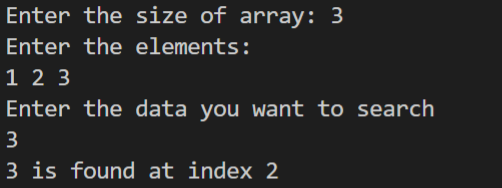 Enter the size of array: 3
Enter the elements:
1 2 3
Enter the data you want to search
3
3 is found at index 2